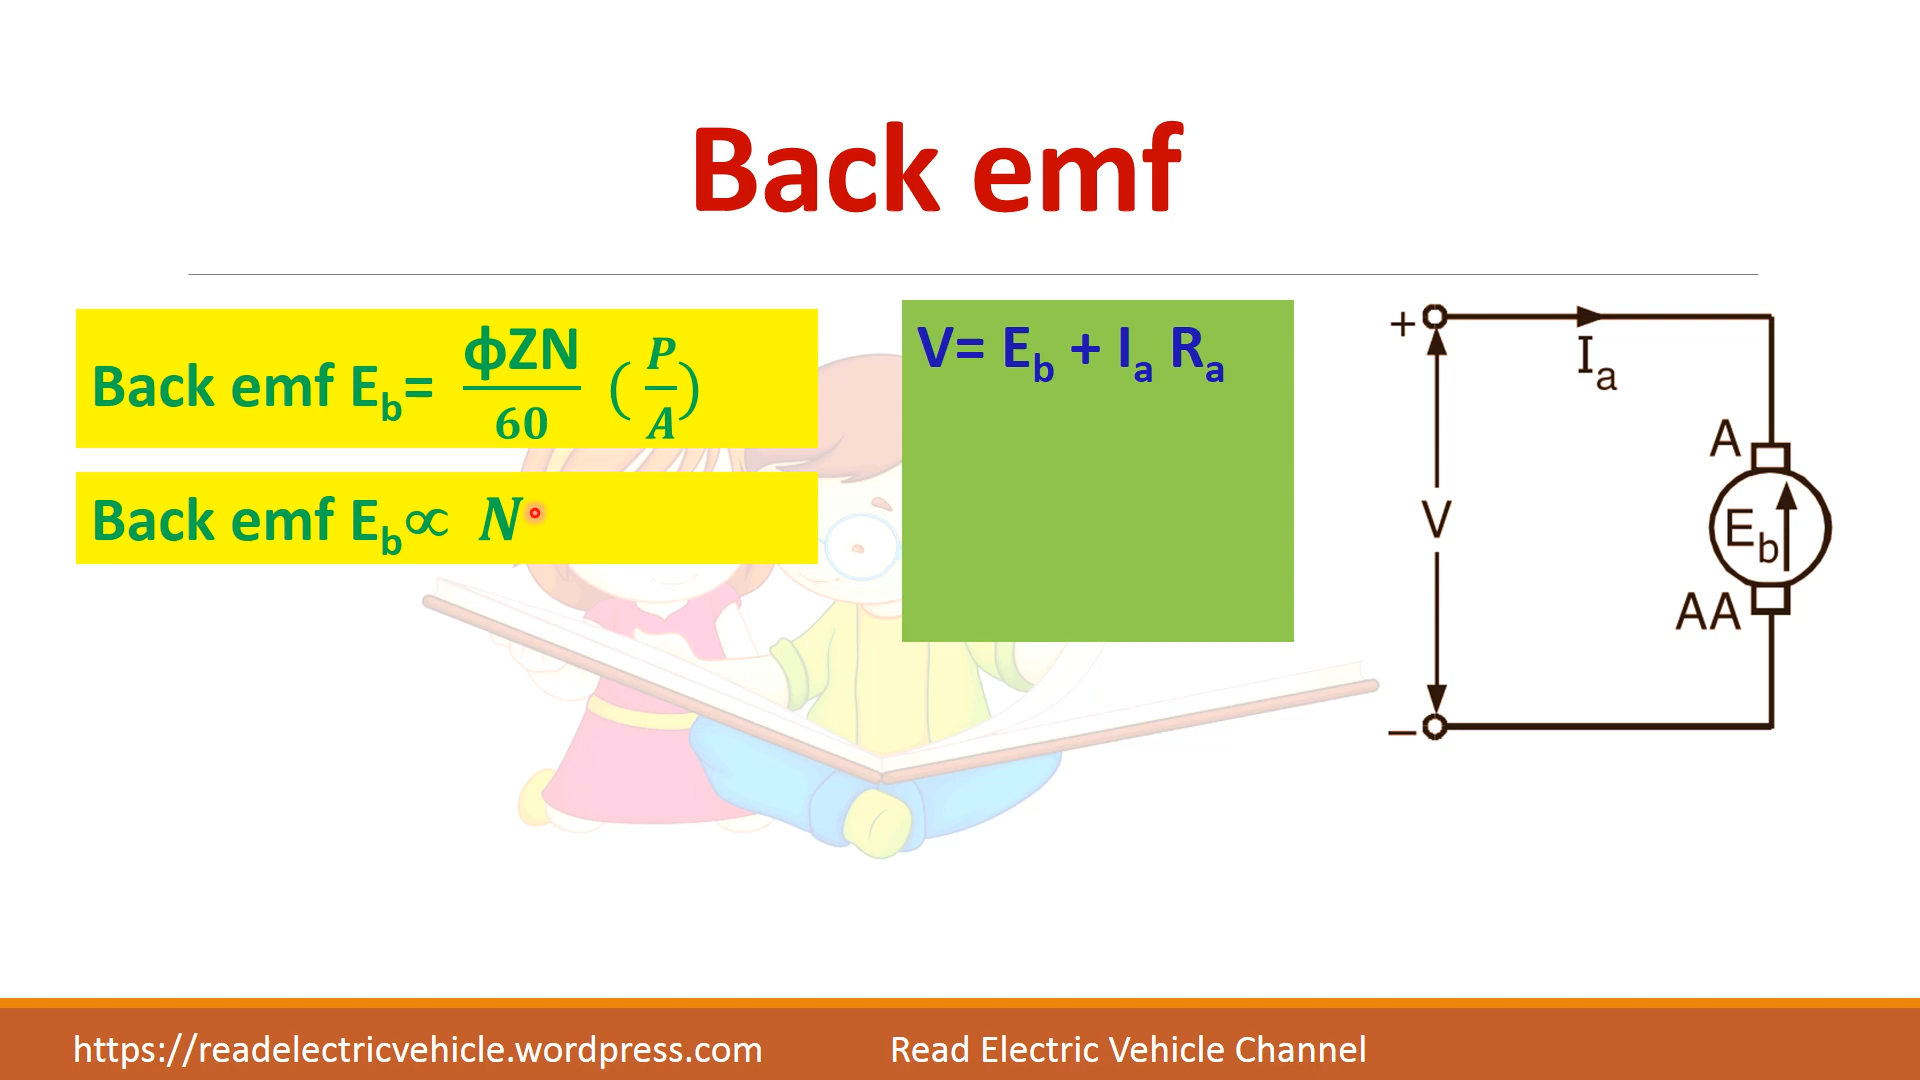 Back emf
Back emf E_b= ϕZN/60 (P/A)
Back emf E_b∝ N
V= E_b + I_a R_a
+
I_a
A
V
E_b
AA
–
https://readelectricvehicle.wordpress.com
Read Electric Vehicle Channel